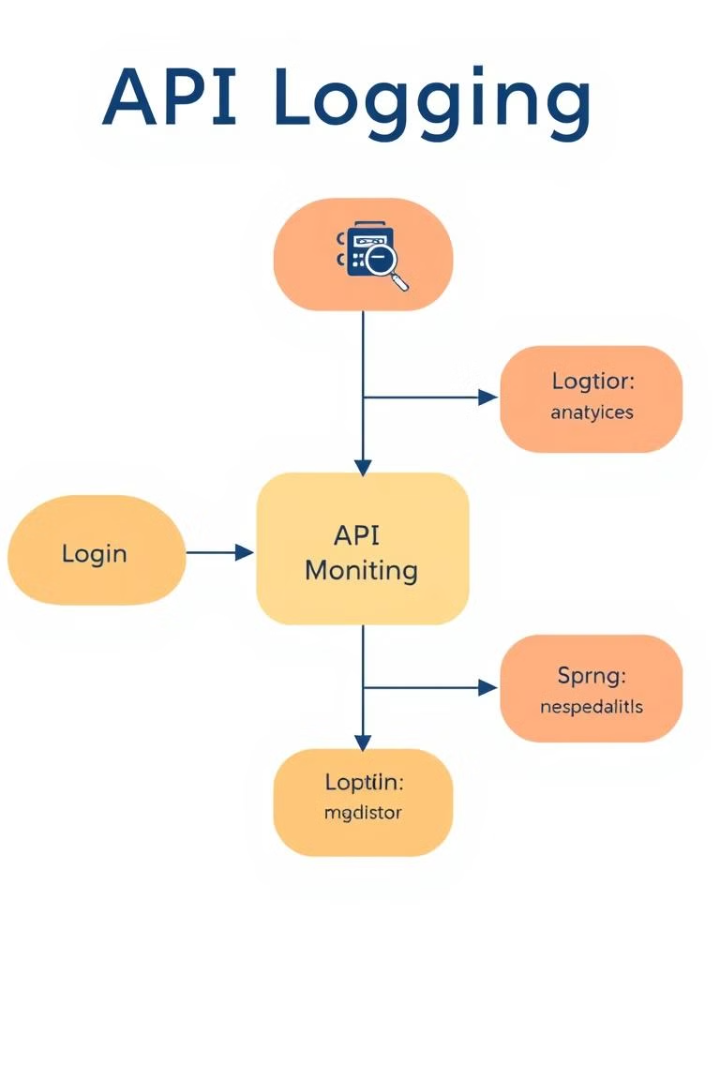 API Logging
Logtior:
anatyices
Login
API
Moniting
Sprng:
nespedalitls
Loptiin:
mgdistor